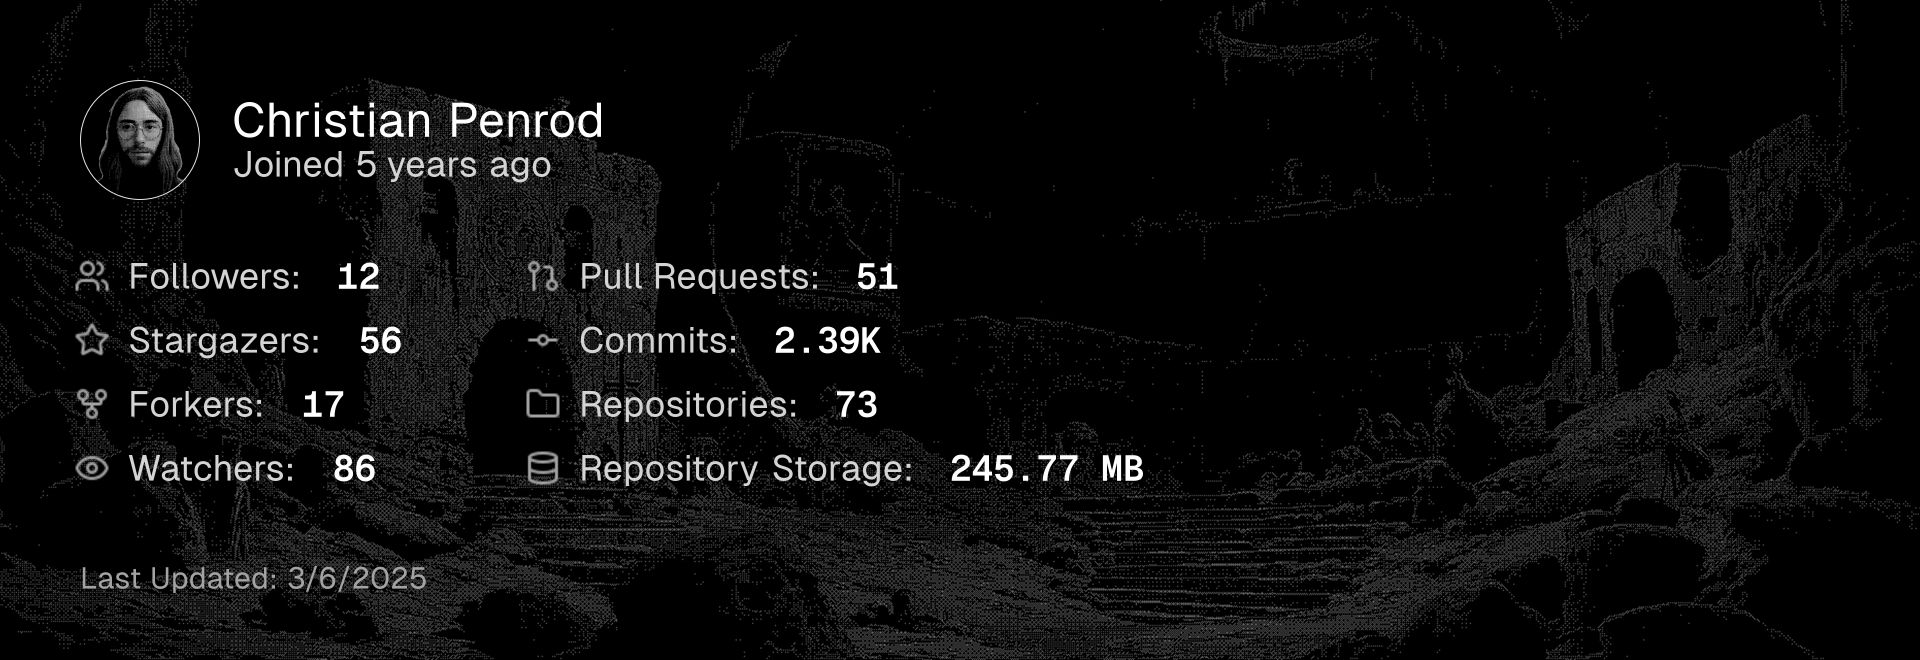 Christian Penrod
Joined 5 years ago
Followers: 12
Stargazers: 56
Forkers: 17
Watchers: 86
Pull Requests: 51
Commits: 2.39K
Repositories: 73
Repository Storage: 245.77 MB
Last Updated: 3/6/2025